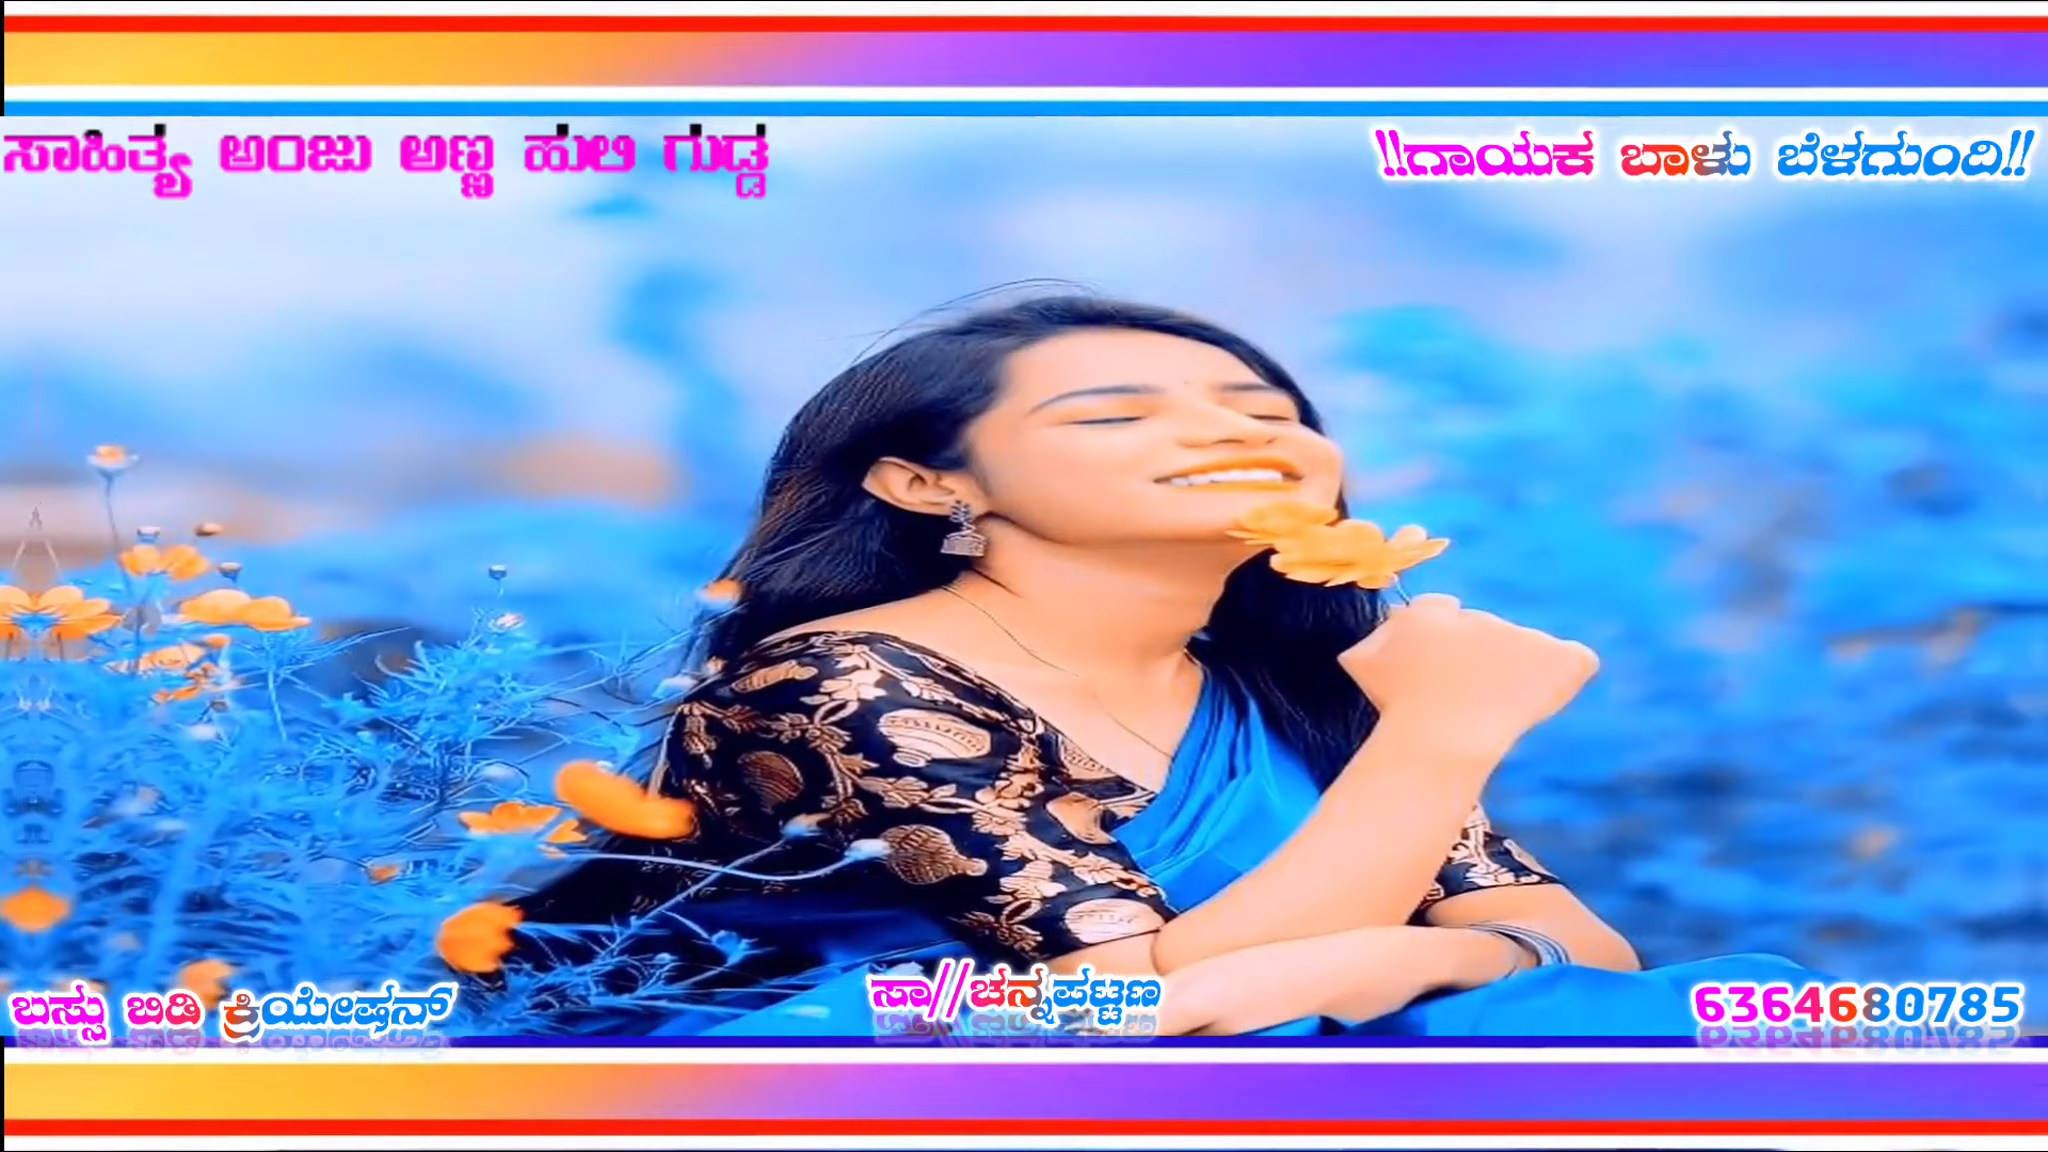 ಸಾಹಿತ್ಯ ಅಂಜು ಅಣ್ಣ ಹುಲಿ ಗುಡ್ಡ
!!ಗಾಯಕ ಬಾಳು ಬೆಳಗುಂದಿ!!
ಬಸ್ಸು ಬಿಡಿ ಕ್ರಿಯೇಷನ್
ಸಾ//ಚನ್ನಪಟ್ಟಣ
6364680785